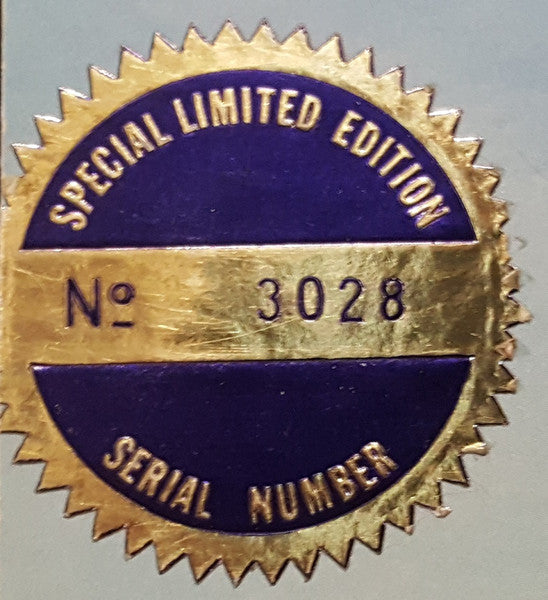 SPECIAL LIMITED EDITION
Nº 3028
SERIAL NUMBER